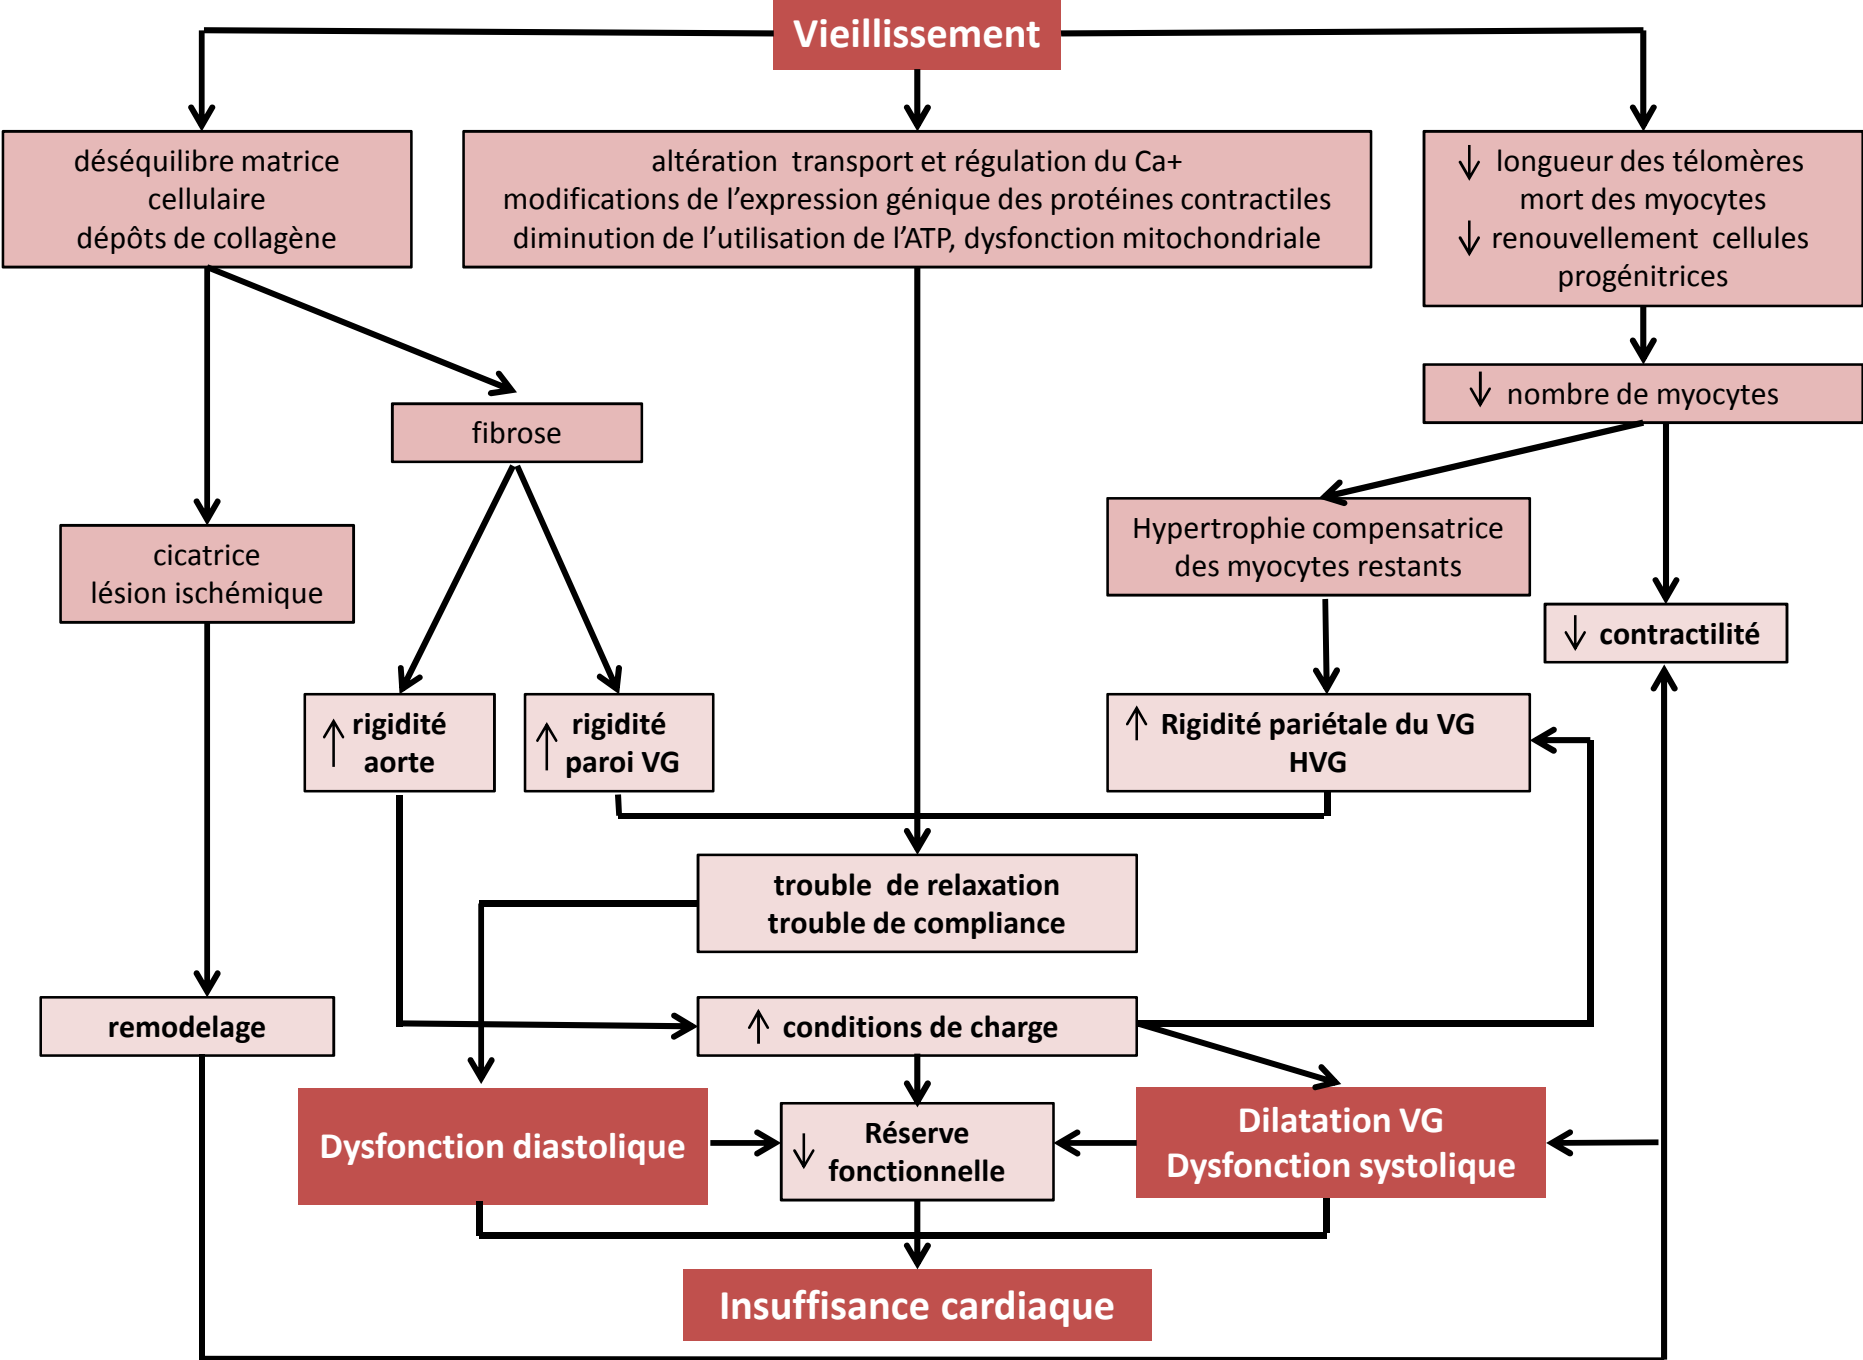 Vieillissement
déséquilibre matrice
cellulaire
dépôts de collagène
altération transport et régulation du Ca+
modifications de l’expression génique des protéines contractiles
diminution de l’utilisation de l’ATP, dysfonction mitochondriale
↓ longueur des télomères
mort des myocytes
↓ renouvellement cellules
progénitrices
↓ nombre de myocytes
fibrose
Hypertrophie compensatrice
des myocytes restants
cicatrice
lésion ischémique
↓ contractilité
↑ rigidité
aorte
↑ rigidité
paroi VG
↑ Rigidité pariétale du VG
HVG
trouble de relaxation
trouble de compliance
remodelage
↑ conditions de charge
Dysfonction diastolique
↓ Réserve
fonctionnelle
Dilatation VG
Dysfonction systolique
Insuffisance cardiaque